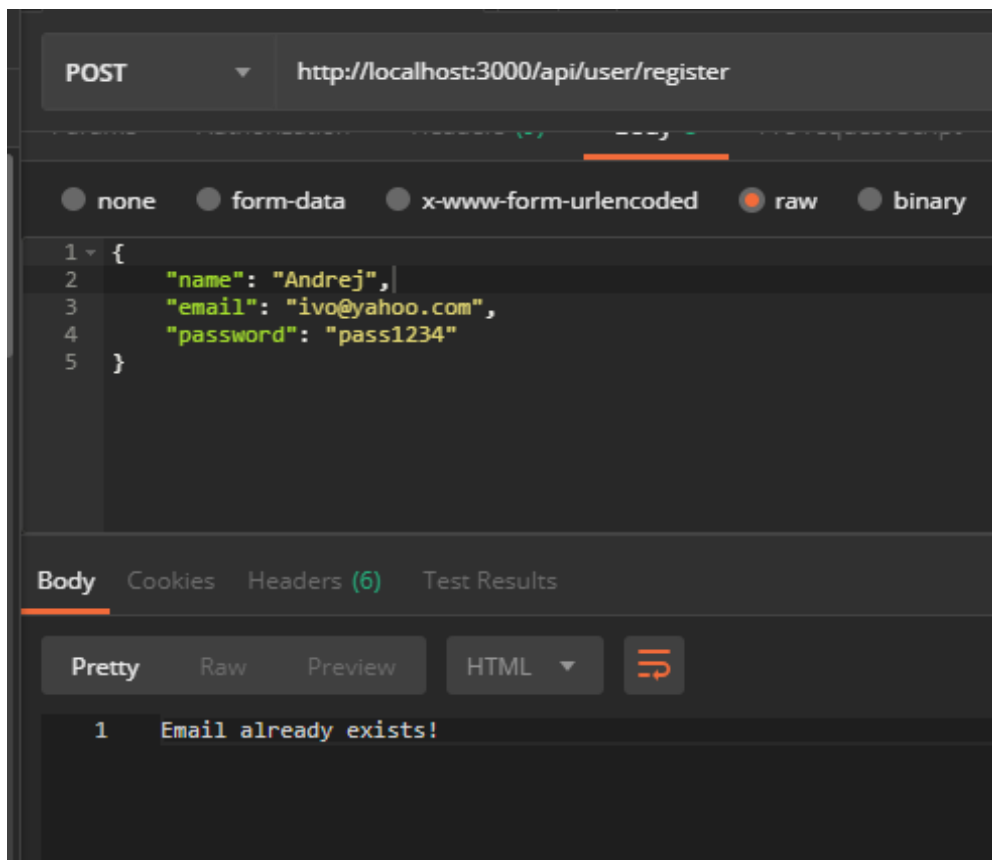 POST http://localhost:3000/api/user/register
none form-data x-www-form-urlencoded raw binary
1 {
2 "name": "Andrej",
3 "email": "ivo@yahoo.com",
4 "password": "pass1234"
5 }
Body Cookies Headers (6) Test Results
Pretty Raw Preview HTML
1 Email already exists!